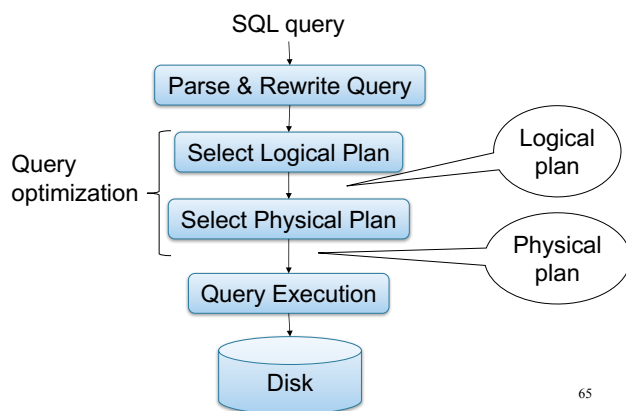 SQL query
Parse & Rewrite Query
Query
optimization
Select Logical Plan
Logical
plan
Select Physical Plan
Physical
plan
Query Execution
Disk
65